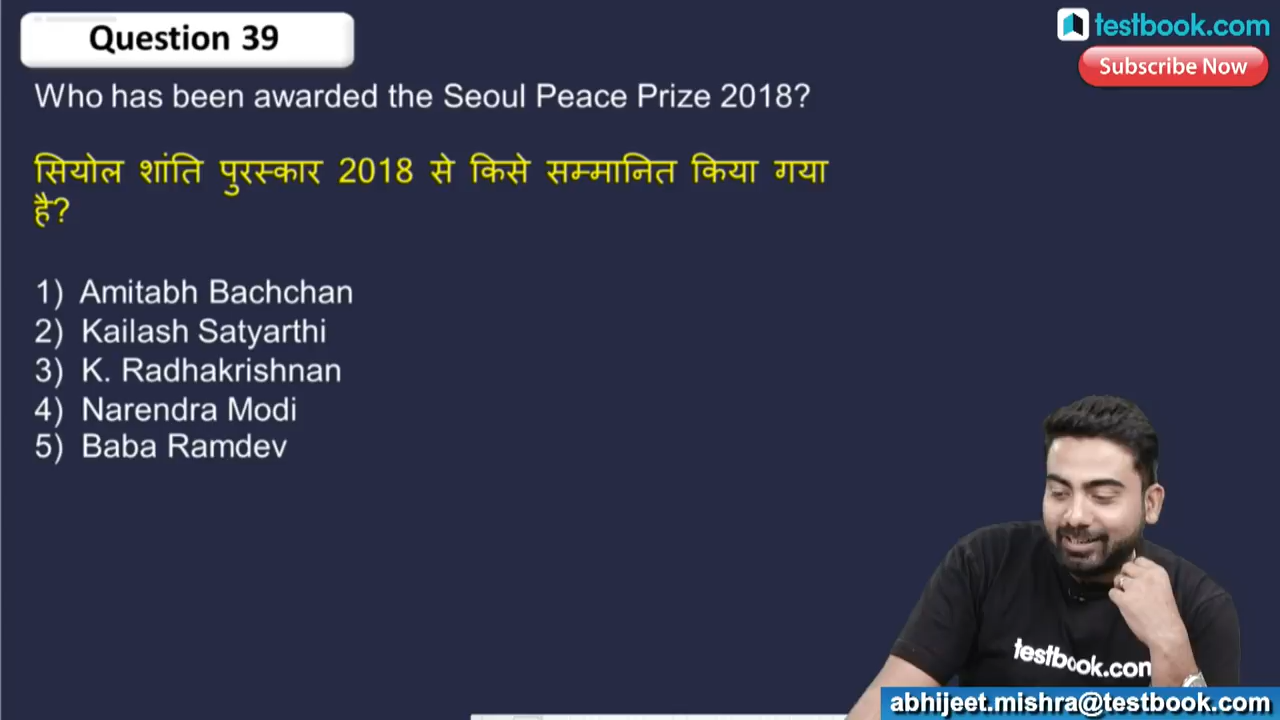 Question 39
testbook.com
Subscribe Now
Who has been awarded the Seoul Peace Prize 2018?
सियोल शांति पुरस्कार 2018 से किसे सम्मानित किया गया
है?
1) Amitabh Bachchan
2) Kailash Satyarthi
3) K. Radhakrishnan
4) Narendra Modi
5) Baba Ramdev
testbook.com
abhijeet.mishra@testbook.com